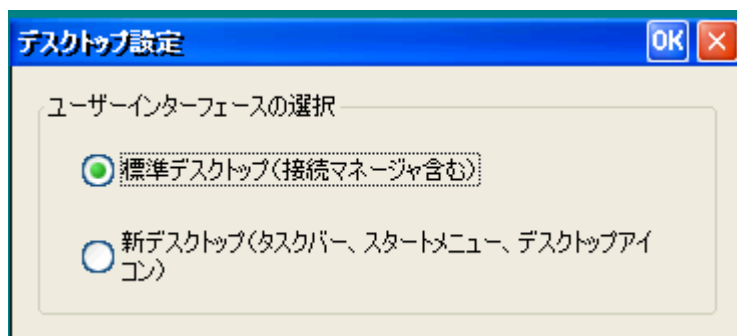 デスクトップ設定 OK
ユーザーインターフェースの選択
標準デスクトップ(接続マネージャ含む)
新デスクトップ(タスクバー、スタートメニュー、デスクトップアイ
コン)